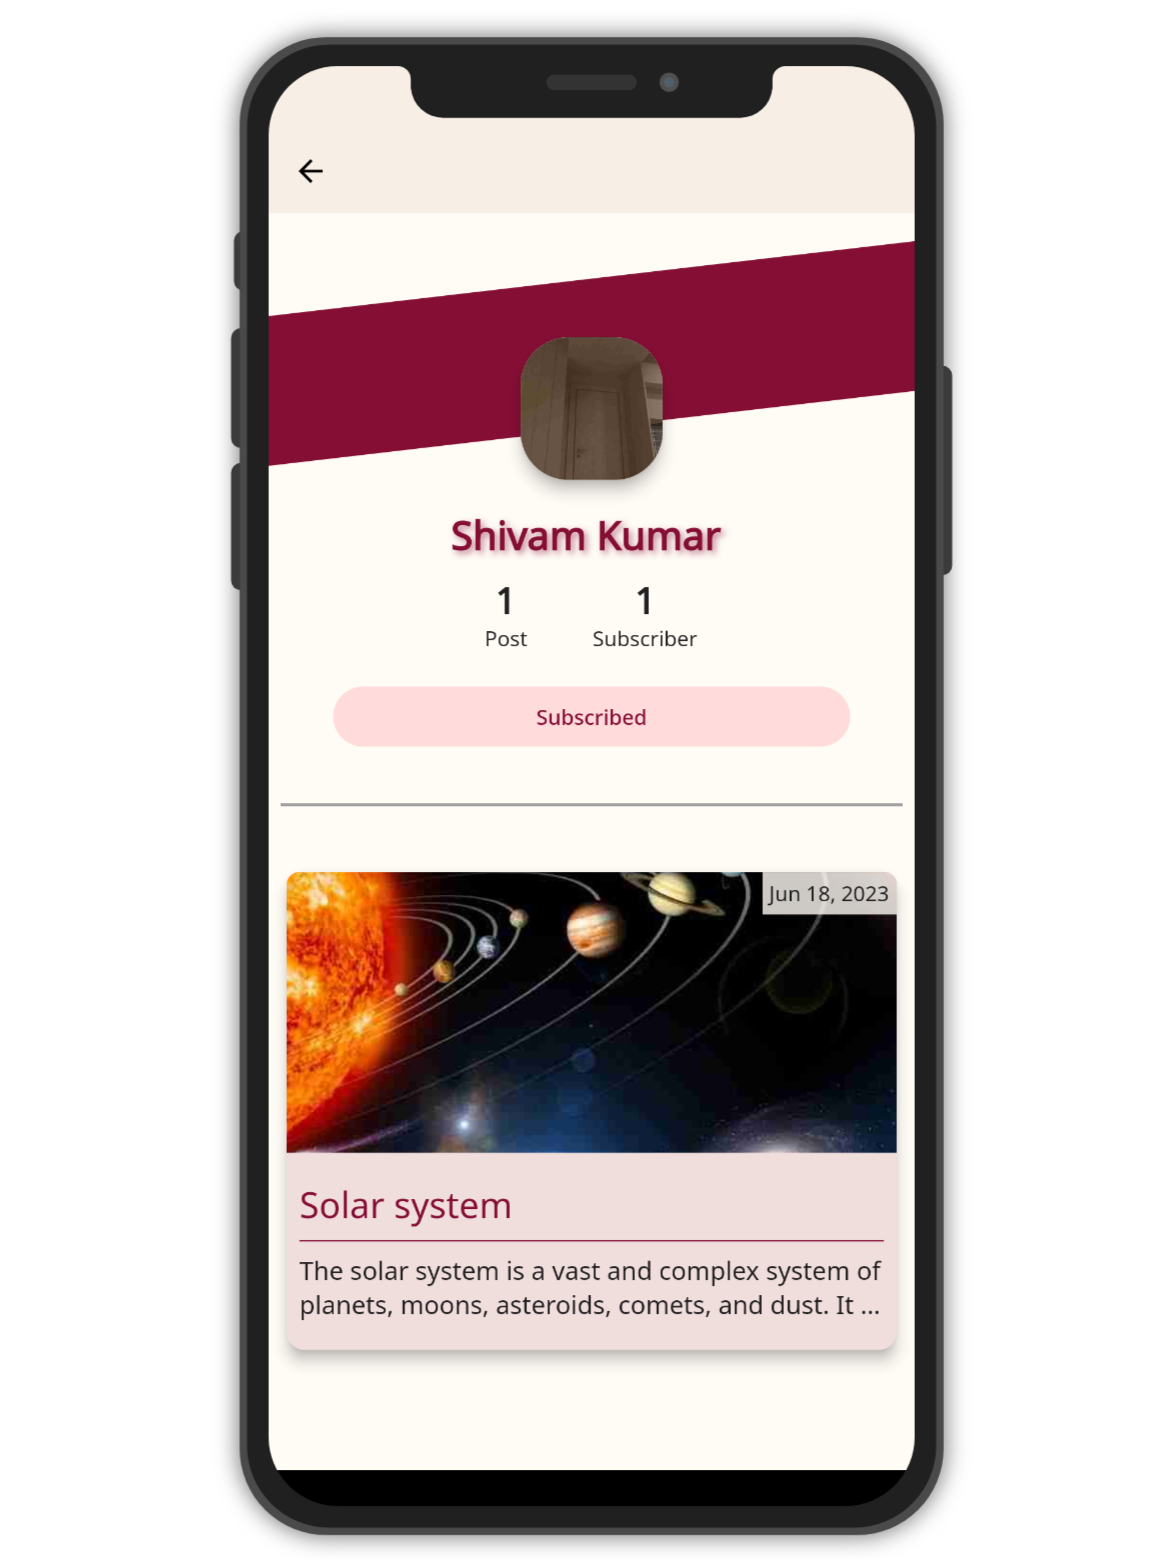 Shivam Kumar
1 1
Post Subscriber
Subscribed
Jun 18, 2023
Solar system
The solar system is a vast and complex system of
planets, moons, asteroids, comets, and dust. It ...